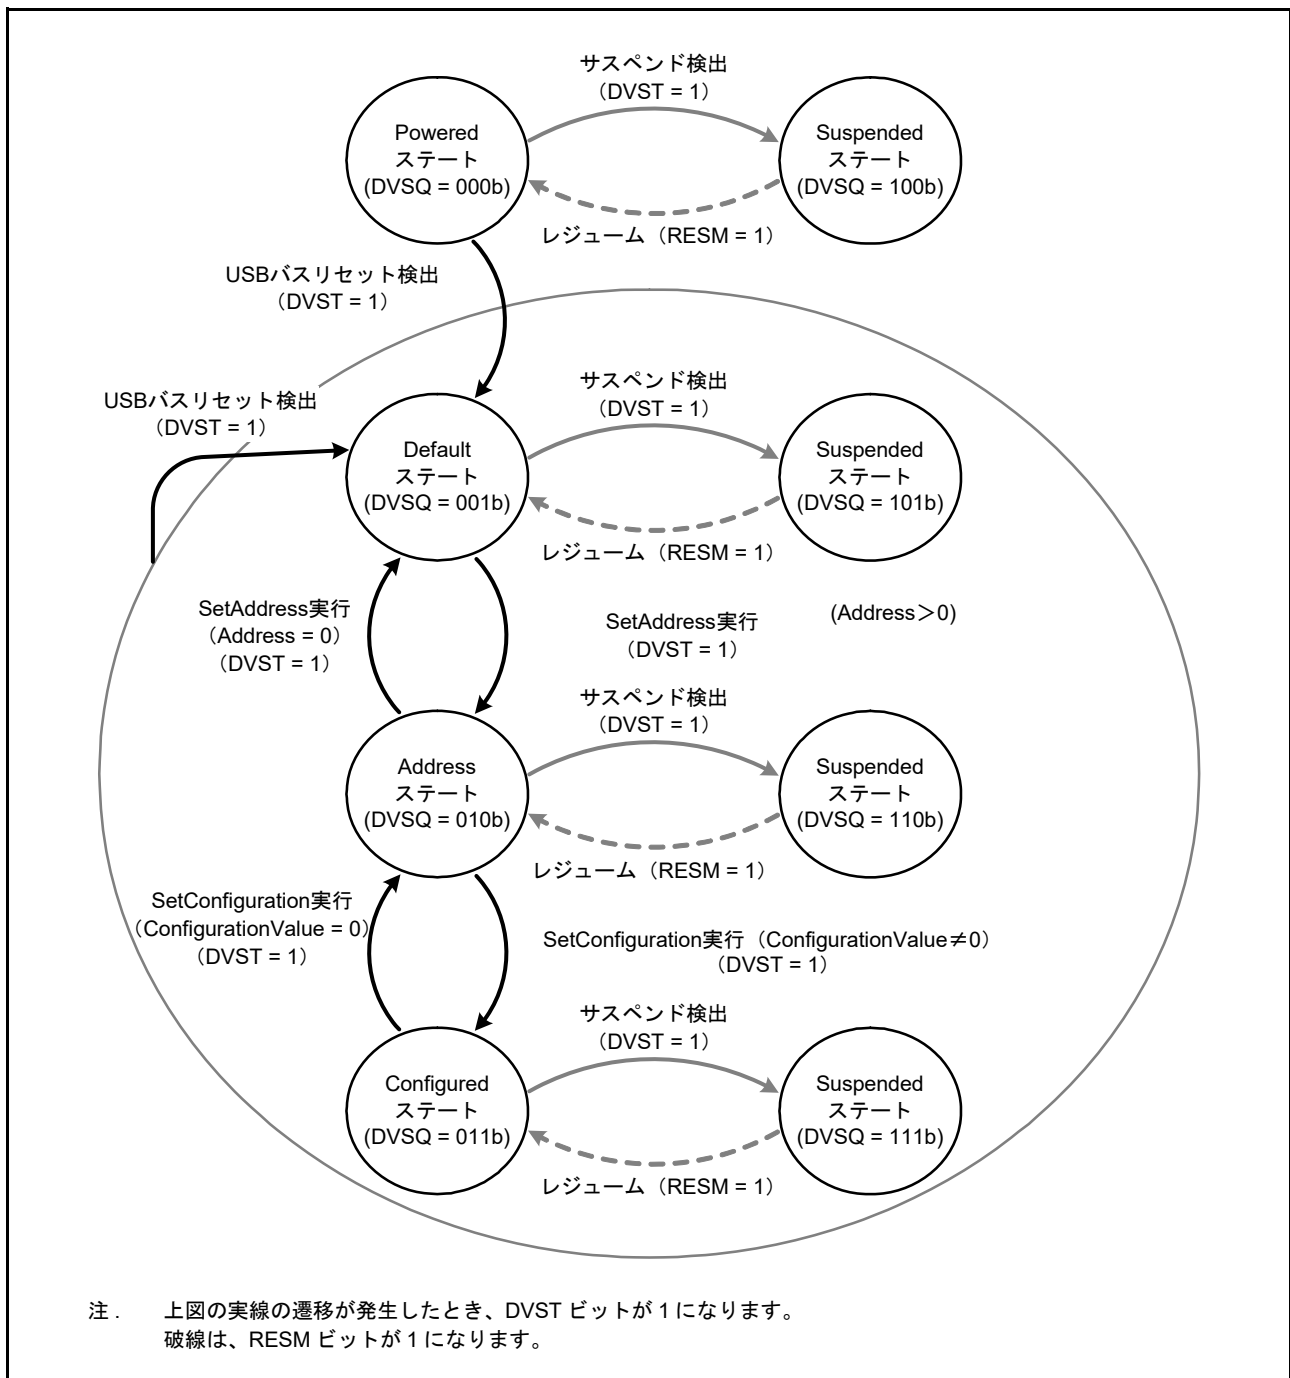 サスペンド検出
（DVST = 1）
Powered
ステート
(DVSQ = 000b)
Suspended
ステート
(DVSQ = 100b)
レジューム（RESM = 1）
USBバスリセット検出
（DVST = 1）
USBバスリセット検出
（DVST = 1）
サスペンド検出
（DVST = 1）
Default
ステート
(DVSQ = 001b)
Suspended
ステート
(DVSQ = 101b)
レジューム（RESM = 1）
SetAddress実行
（Address = 0）
（DVST = 1）
SetAddress実行
（DVST = 1）
(Address＞0)
サスペンド検出
（DVST = 1）
Address
ステート
(DVSQ = 010b)
Suspended
ステート
(DVSQ = 110b)
レジューム（RESM = 1）
SetConfiguration実行
（ConfigurationValue = 0）
（DVST = 1）
SetConfiguration実行（ConfigurationValue≠0）
（DVST = 1）
サスペンド検出
（DVST = 1）
Configured
ステート
(DVSQ = 011b)
Suspended
ステート
(DVSQ = 111b)
レジューム（RESM = 1）
注 . 上図の実線の遷移が発生したとき、DVST ビットが 1 になります。
破線は、RESM ビットが 1 になります。